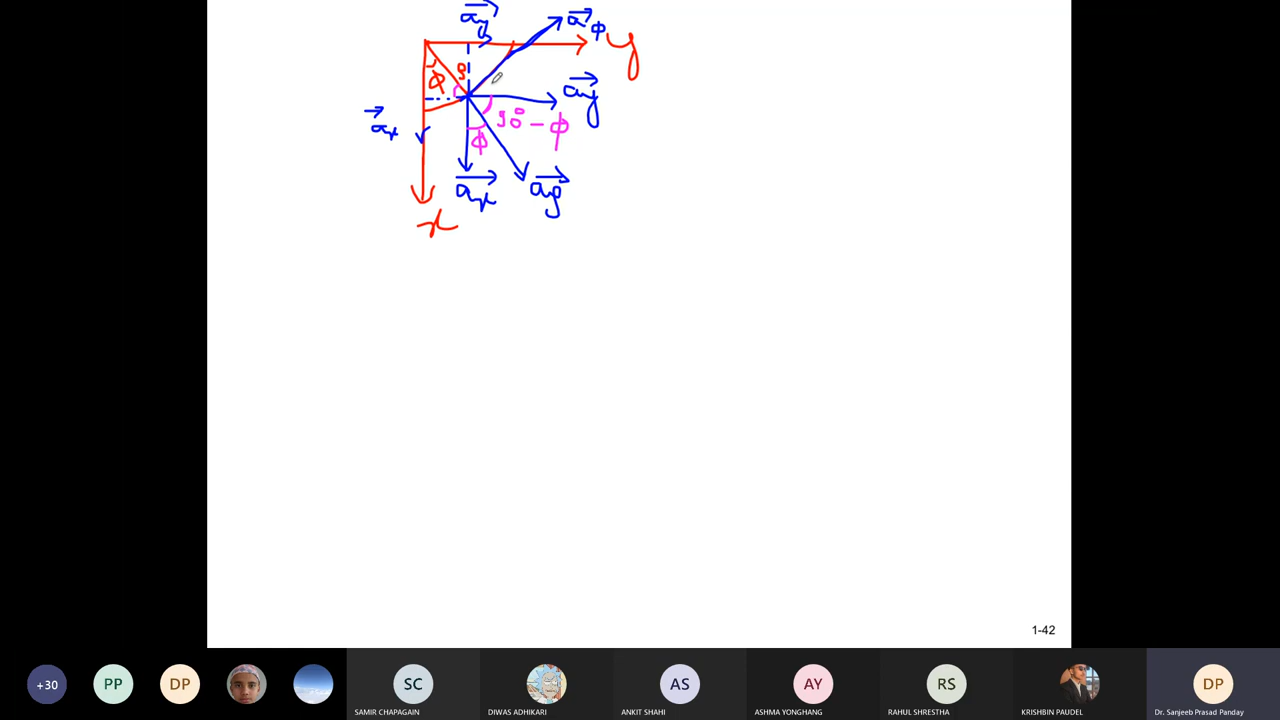 a⃗y
a⃗ϕ
y
ϕ
ρ
a⃗y
a⃗x
90° - ϕ
ϕ
a⃗x
a⃗ρ
x
1-42
+30
PP
DP
SC
AS
AY
RS
DP
SAMIR CHAPAGAIN
DIWAS ADHIKARI
ANKIT SHAHI
ASHMA YONGHANG
RAHUL SHRESTHA
KRISHBIN PAUDEL
Dr. Sanjeeb Prasad Panday